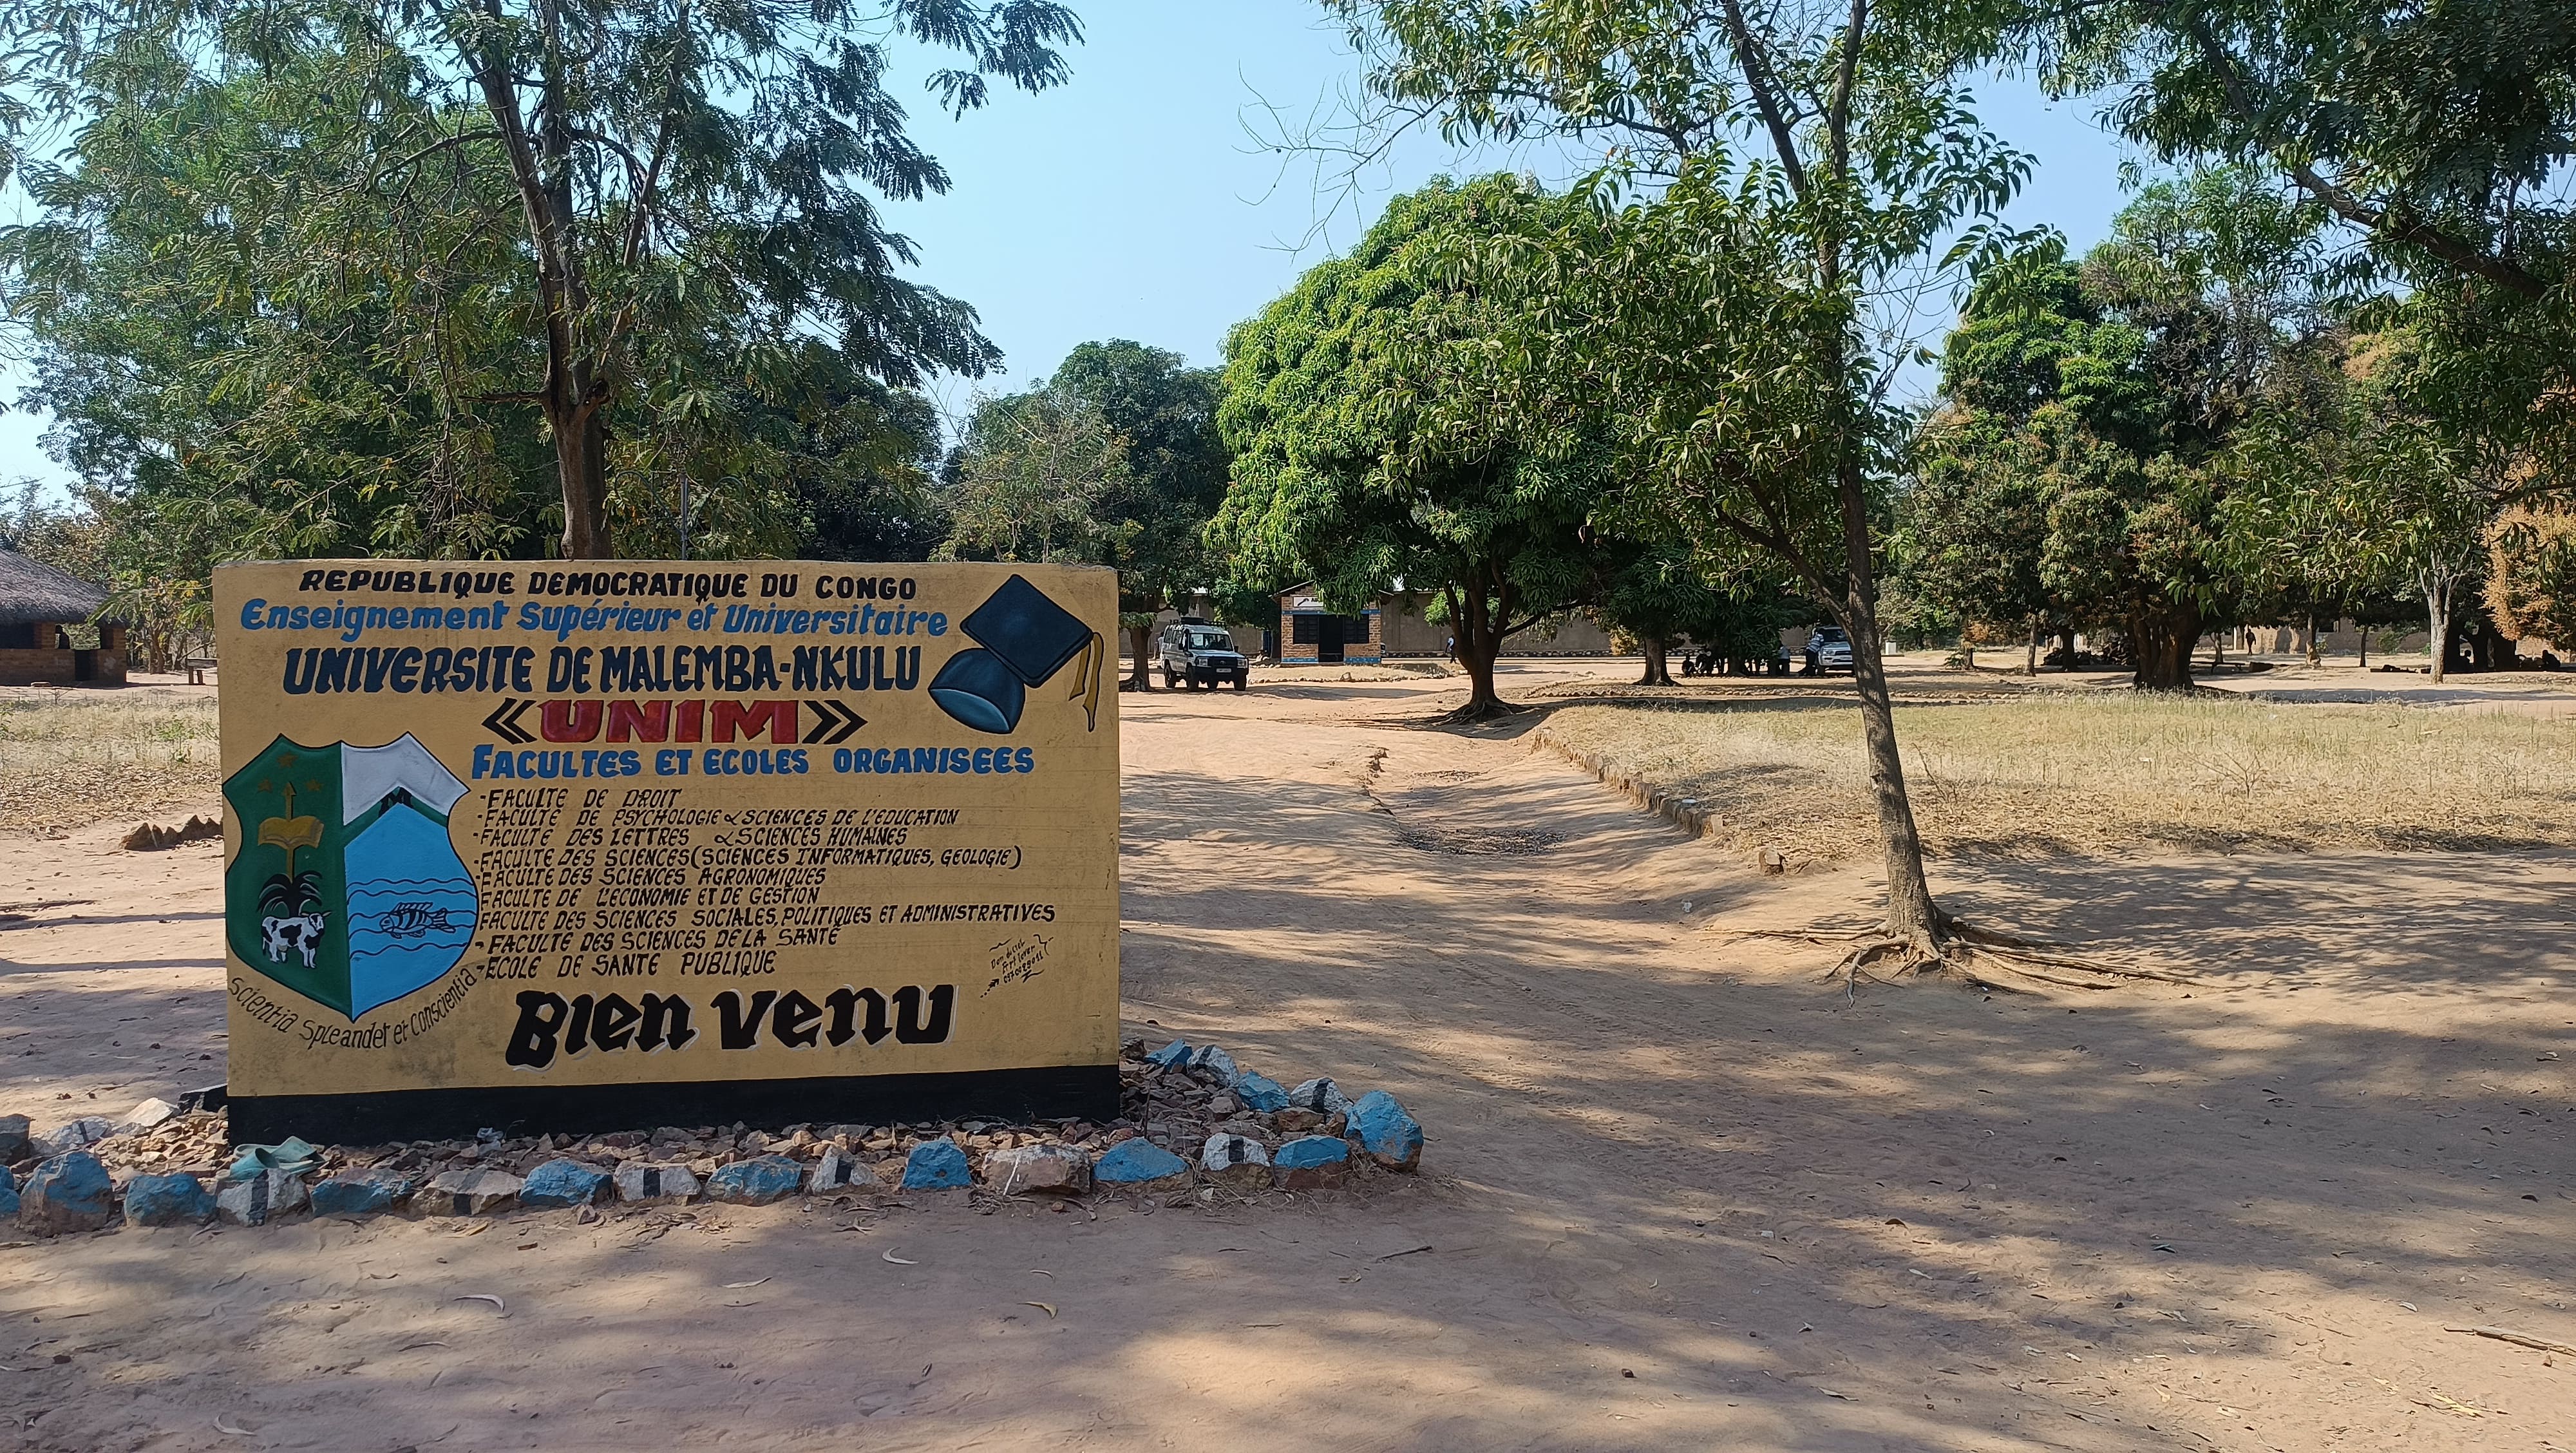 REPUBLIQUE DEMOCRATIQUE DU CONGO
Enseignement Supérieur et Universitaire
UNIVERSITE DE MALEMBA-NKULU
«UNIM»
FACULTES ET ECOLES ORGANISEES
-FACULTE DE DROIT
-FACULTE DE PSYCHOLOGIE & SCIENCES DE L'EDUCATION
-FACULTE DES LETTRES & SCIENCES HUMAINES
-FACULTE DES SCIENCES (SCIENCES INFORMATIQUES, GEOLOGIE)
-FACULTE DES SCIENCES AGRONOMIQUES
FACULTE DE L'ECONOMIE ET DE GESTION
FACULTE DES SCIENCES SOCIALES, POLITIQUES ET ADMINISTRATIVES
-FACULTE DES SCIENCES DE LA SANTE
-ECOLE DE SANTE PUBLIQUE
Scientia Spleandet et Conscientia
Bien venu